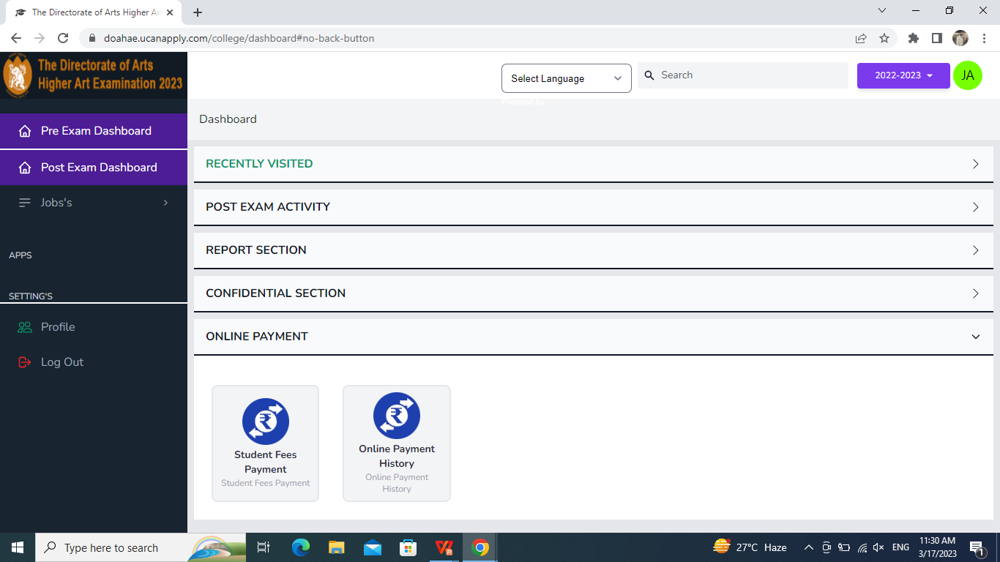 The Directorate of Arts Higher Ar
doahae.ucanapply.com/college/dashboard#no-back-button
The Directorate of Arts
Higher Art Examination 2023
Select Language
Search
2022-2023
JA
Powered by
Pre Exam Dashboard
Post Exam Dashboard
Jobs's
APPS
SETTING'S
Profile
Log Out
Dashboard
RECENTLY VISITED
POST EXAM ACTIVITY
REPORT SECTION
CONFIDENTIAL SECTION
ONLINE PAYMENT
Student Fees
Payment
Student Fees Payment
Online Payment
History
Online Payment
History
Type here to search
27°C Haze
ENG
11:30 AM
3/17/2023
1